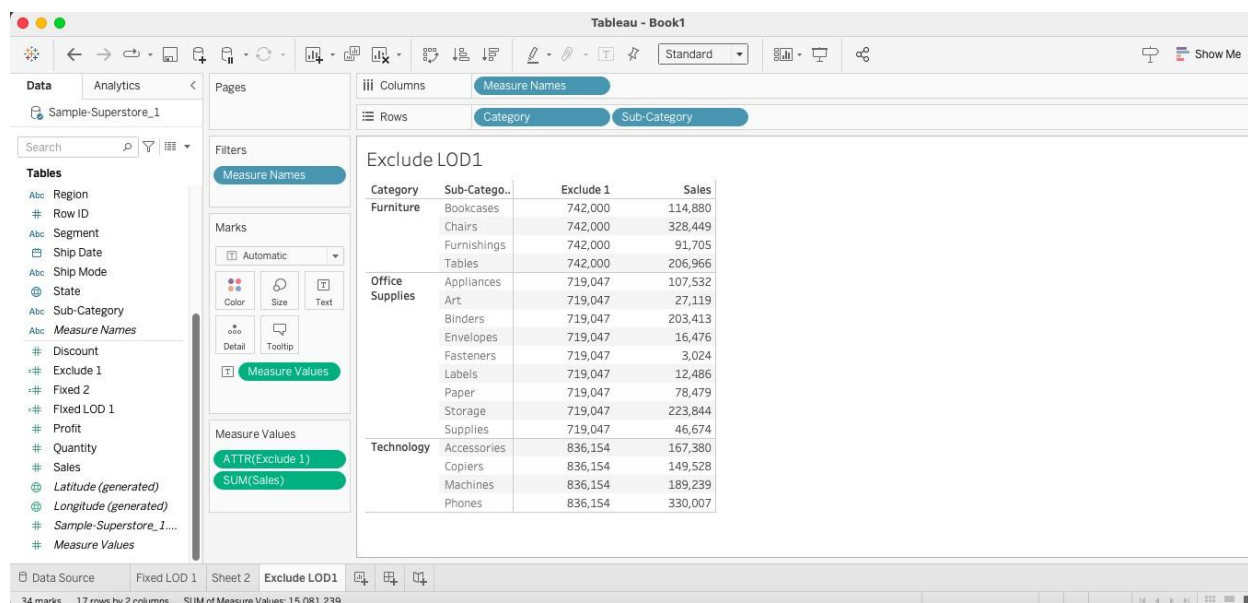 Tableau - Book1
Standard
Show Me
Data Analytics
Pages
Columns Measure Names
Sample-Superstore_1
Rows Category Sub-Category
Search
Filters
Measure Names
Tables
Abc Region
# Row ID
Abc Segment
Ship Date
Abc Ship Mode
State
Abc Sub-Category
Abc Measure Names
# Discount
=# Exclude 1
=# Fixed 2
=# FIxed LOD 1
# Profit
# Quantity
# Sales
Latitude (generated)
Longitude (generated)
# Sample-Superstore_1....
# Measure Values
Marks
T Automatic
Color Size Text
Detail Tooltip
T Measure Values
Measure Values
ATTR(Exclude 1)
SUM(Sales)
Exclude LOD1
Category Sub-Catego.. Exclude 1 Sales
Furniture Bookcases 742,000 114,880
Chairs 742,000 328,449
Furnishings 742,000 91,705
Tables 742,000 206,966
Office Appliances 719,047 107,532
Supplies Art 719,047 27,119
Binders 719,047 203,413
Envelopes 719,047 16,476
Fasteners 719,047 3,024
Labels 719,047 12,486
Paper 719,047 78,479
Storage 719,047 223,844
Supplies 719,047 46,674
Technology Accessories 836,154 167,380
Copiers 836,154 149,528
Machines 836,154 189,239
Phones 836,154 330,007
Data Source Fixed LOD 1 Sheet 2 Exclude LOD1
34 marks 17 rows by 2 columns SUM of Measure Values: 15,081,239